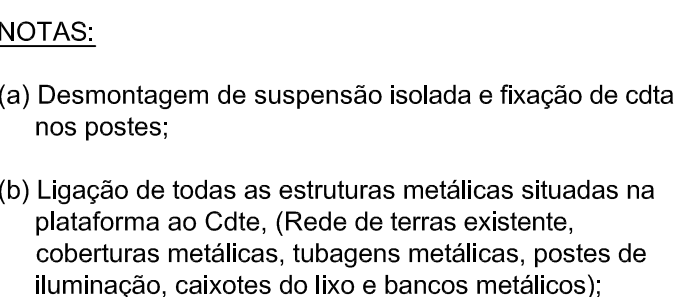 NOTAS:
(a) Desmontagem de suspensão isolada e fixação de cdta
nos postes;
(b) Ligação de todas as estruturas metálicas situadas na
plataforma ao Cdte, (Rede de terras existente,
coberturas metálicas, tubagens metálicas, postes de
iluminação, caixotes do lixo e bancos metálicos);